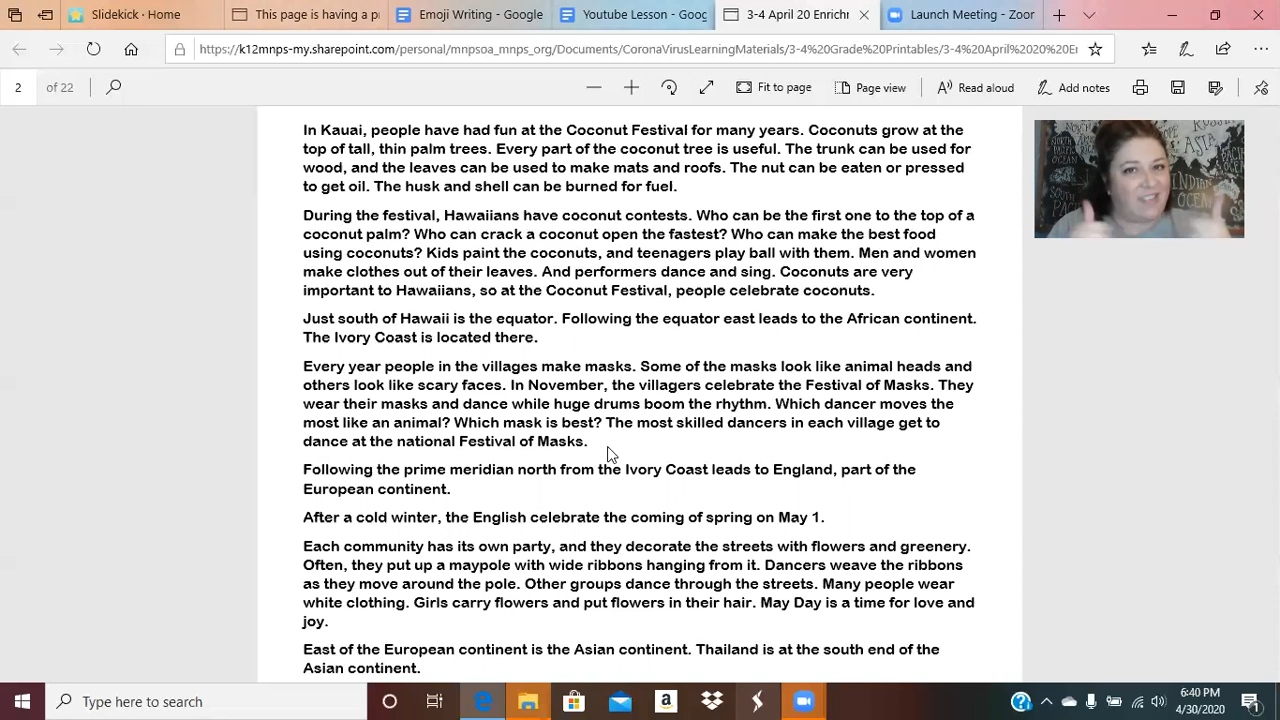 Slidekick · Home
This page is having a p
Emoji Writing - Google
Youtube Lesson - Goog
3-4 April 20 Enrichr
Launch Meeting - Zoor
https://k12mnps-my.sharepoint.com/personal/mnpsoa_mnps_org/Documents/CoronaVirusLearningMaterials/3-4%20Grade%20Printables/3-4%20April%2020%20Er
2 of 22
Fit to page
Page view
Read aloud
Add notes
In Kauai, people have had fun at the Coconut Festival for many years. Coconuts grow at the
top of tall, thin palm trees. Every part of the coconut tree is useful. The trunk can be used for
wood, and the leaves can be used to make mats and roofs. The nut can be eaten or pressed
to get oil. The husk and shell can be burned for fuel.
During the festival, Hawaiians have coconut contests. Who can be the first one to the top of a
coconut palm? Who can crack a coconut open the fastest? Who can make the best food
using coconuts? Kids paint the coconuts, and teenagers play ball with them. Men and women
make clothes out of their leaves. And performers dance and sing. Coconuts are very
important to Hawaiians, so at the Coconut Festival, people celebrate coconuts.
Just south of Hawaii is the equator. Following the equator east leads to the African continent.
The Ivory Coast is located there.
Every year people in the villages make masks. Some of the masks look like animal heads and
others look like scary faces. In November, the villagers celebrate the Festival of Masks. They
wear their masks and dance while huge drums boom the rhythm. Which dancer moves the
most like an animal? Which mask is best? The most skilled dancers in each village get to
dance at the national Festival of Masks.
Following the prime meridian north from the Ivory Coast leads to England, part of the
European continent.
After a cold winter, the English celebrate the coming of spring on May 1.
Each community has its own party, and they decorate the streets with flowers and greenery.
Often, they put up a maypole with wide ribbons hanging from it. Dancers weave the ribbons
as they move around the pole. Other groups dance through the streets. Many people wear
white clothing. Girls carry flowers and put flowers in their hair. May Day is a time for love and
joy.
East of the European continent is the Asian continent. Thailand is at the south end of the
Asian continent.
ASIA
INDIAN
Type here to search
6:40 PM
4/30/2020